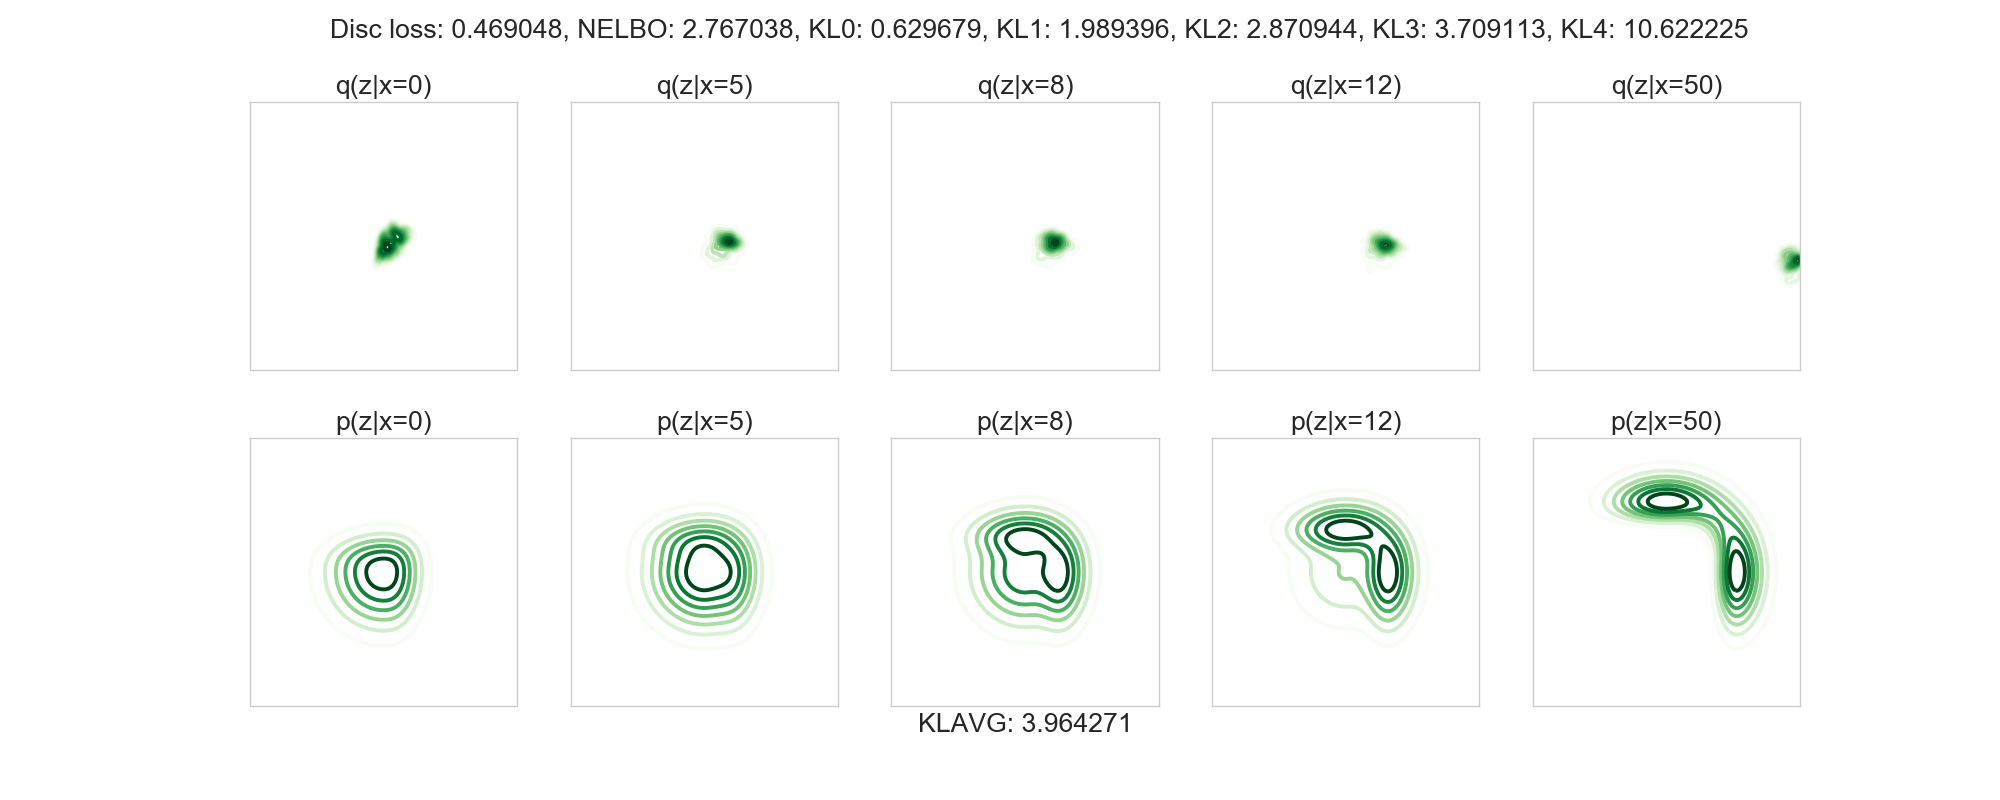 Disc loss: 0.469048, NELBO: 2.767038, KL0: 0.629679, KL1: 1.989396, KL2: 2.870944, KL3: 3.709113, KL4: 10.622225
q(z|x=0)
q(z|x=5)
q(z|x=8)
q(z|x=12)
q(z|x=50)
p(z|x=0)
p(z|x=5)
p(z|x=8)
p(z|x=12)
p(z|x=50)
KLAVG: 3.964271